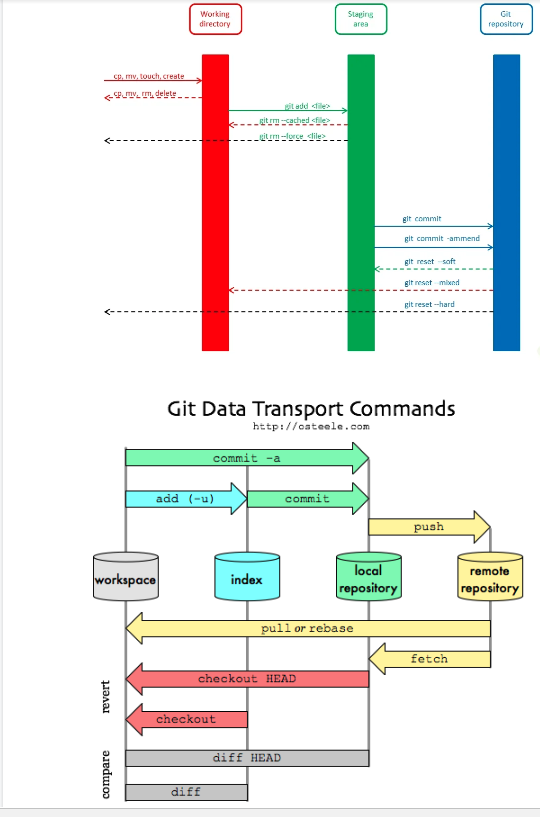 Working
directory
Staging
area
Git
repository
cp, mv, touch, create
cp, mv, rm, delete
git add <file>
git rm --cached <file>
git rm --force <file>
git commit
git commit -ammend
git reset --soft
git reset --mixed
git reset --hard
Git Data Transport Commands
http://osteele.com
commit -a
add (-u)
commit
push
workspace
index
local
repository
remote
repository
pull or rebase
fetch
revert
checkout HEAD
checkout
compare
diff HEAD
diff